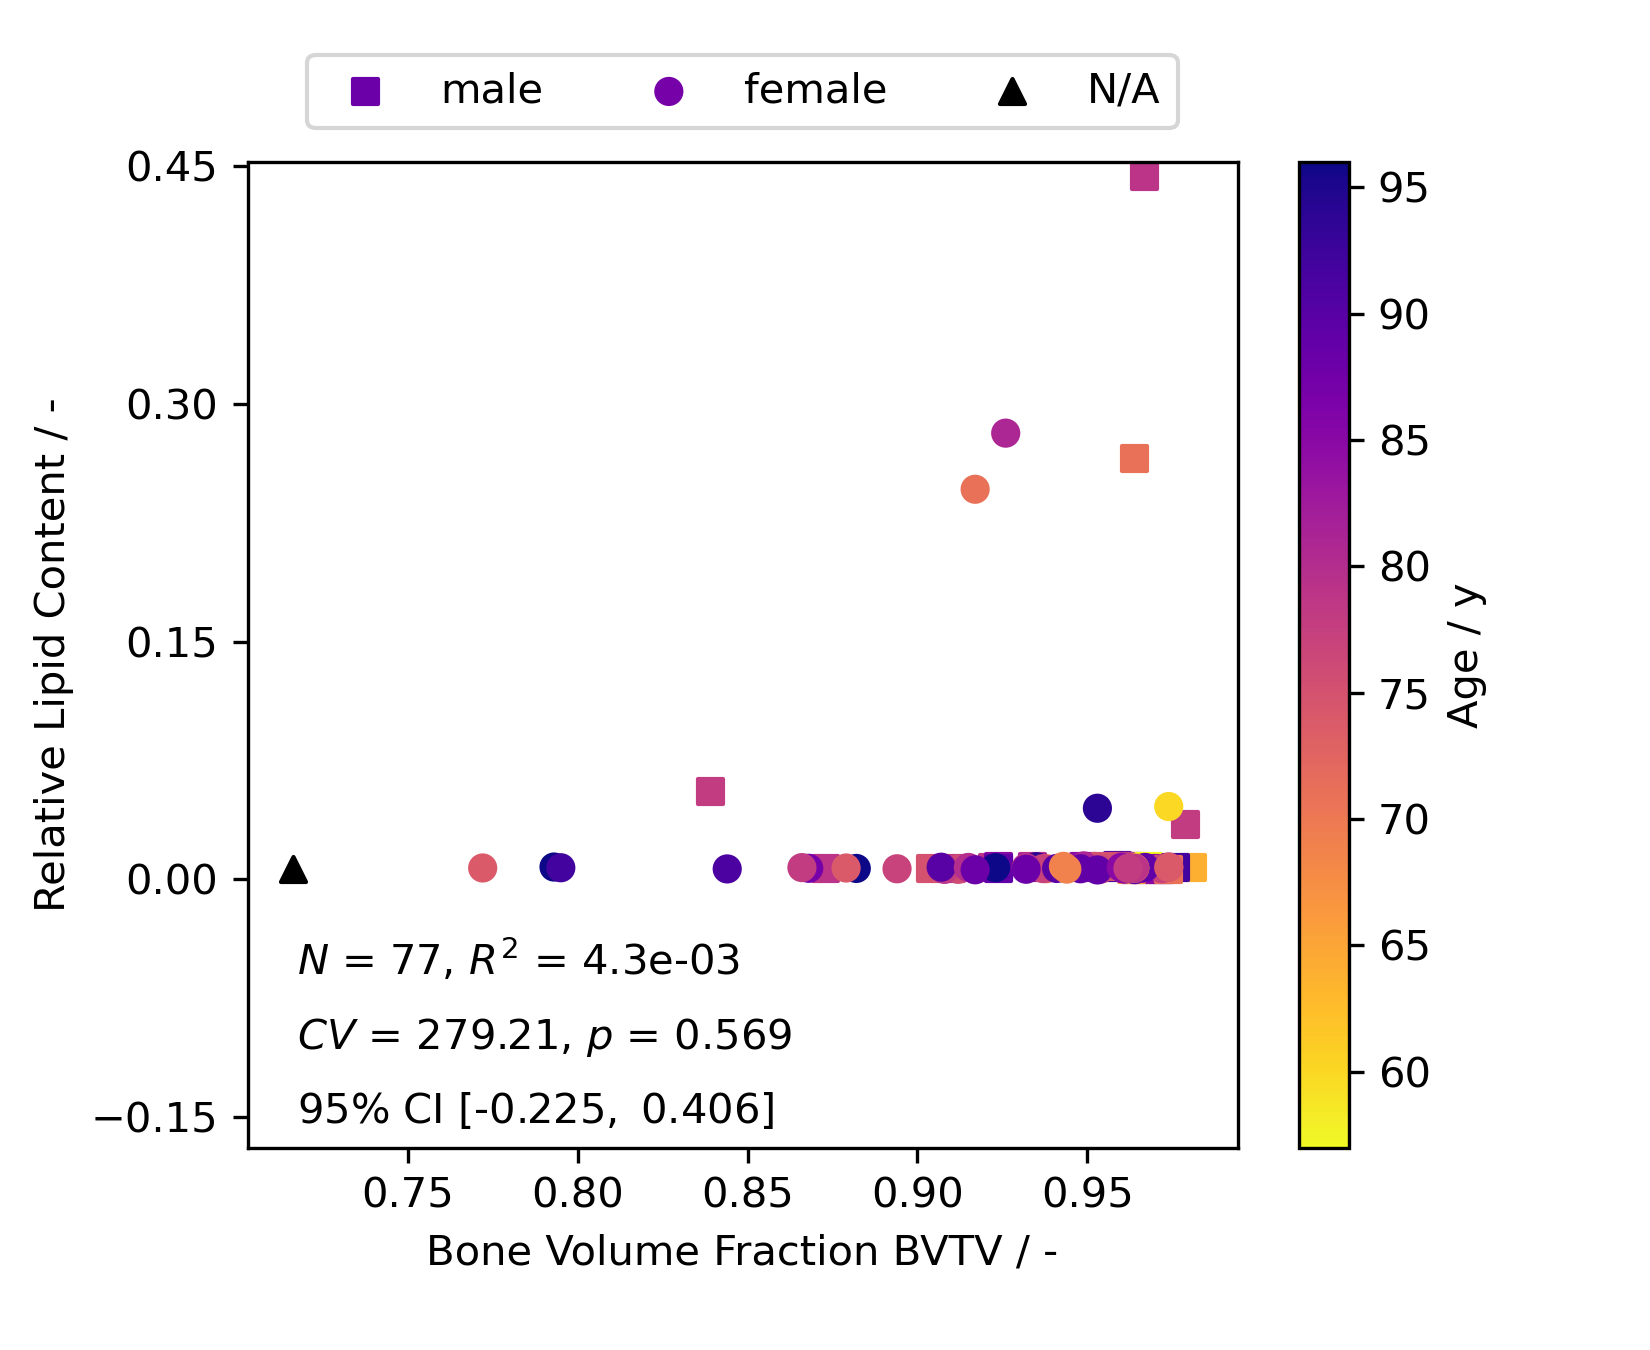 male female N/A
0.45
0.30
0.15
0.00
−0.15
Relative Lipid Content / -
N = 77, R² = 4.3e-03
CV = 279.21, p = 0.569
95% CI [-0.225, 0.406]
0.75 0.80 0.85 0.90 0.95
Bone Volume Fraction BVTV / -
95
90
85
80
75
70
65
60
Age / y